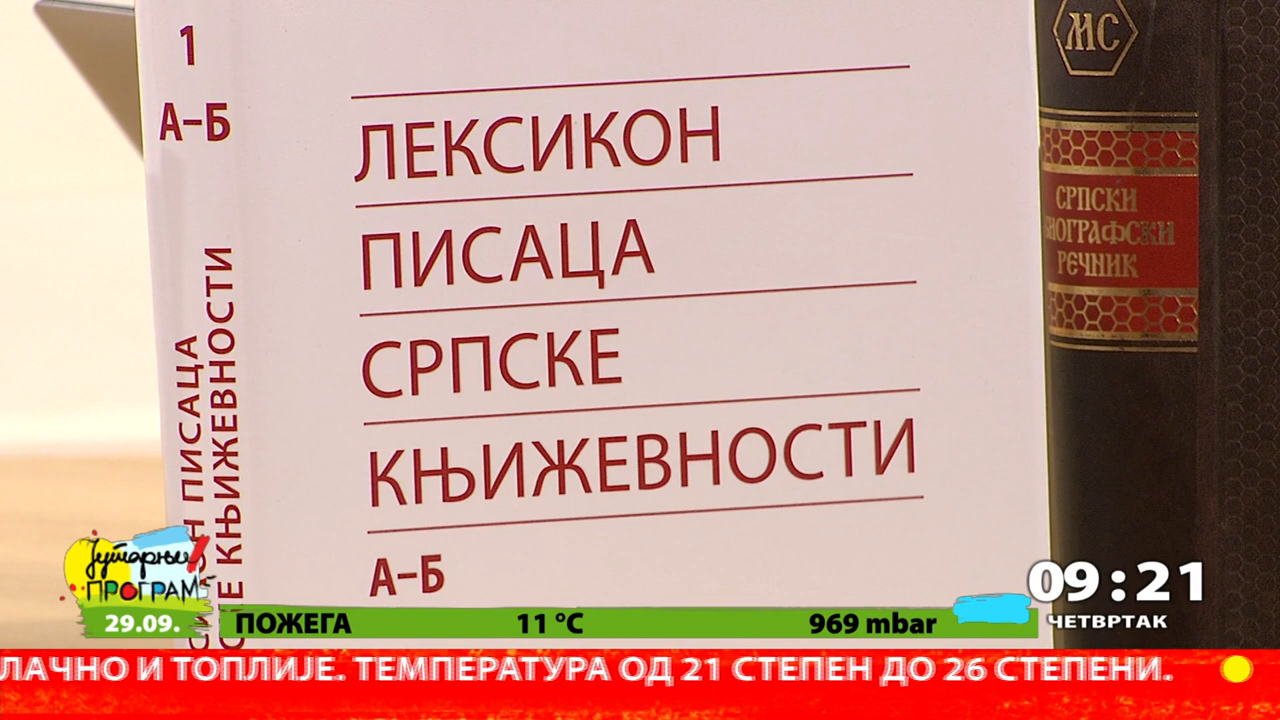 1
А–Б
ПИСАЦА
КЊИЖЕВНОСТИ
ЛЕКСИКОН
ПИСАЦА
СРПСКЕ
КЊИЖЕВНОСТИ
А–Б
МС
СРПСКИ
РЕЧНИК
Јутарњи
ПРОГРАМ
29.09.
ПОЖЕГА 11 °C 969 mbar
09:21
ЧЕТВРТАК
И ТОПЛИЈЕ. ТЕМПЕРАТУРА ОД 21 СТЕПЕН ДО 26 СТЕПЕНИ.